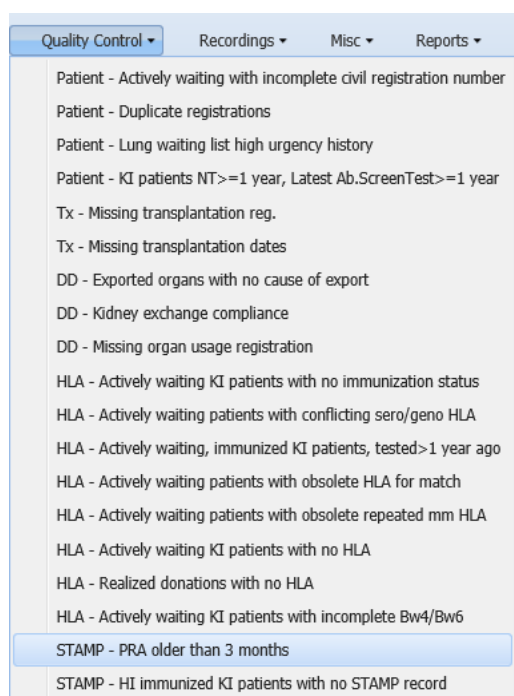 Quality Control Recordings Misc Reports
Patient - Actively waiting with incomplete civil registration number
Patient - Duplicate registrations
Patient - Lung waiting list high urgency history
Patient - KI patients NT>=1 year, Latest Ab.ScreenTest>=1 year
Tx - Missing transplantation reg.
Tx - Missing transplantation dates
DD - Exported organs with no cause of export
DD - Kidney exchange compliance
DD - Missing organ usage registration
HLA - Actively waiting KI patients with no immunization status
HLA - Actively waiting patients with conflicting sero/geno HLA
HLA - Actively waiting, immunized KI patients, tested>1 year ago
HLA - Actively waiting patients with obsolete HLA for match
HLA - Actively waiting patients with obsolete repeated mm HLA
HLA - Actively waiting KI patients with no HLA
HLA - Realized donations with no HLA
HLA - Actively waiting KI patients with incomplete Bw4/Bw6
STAMP - PRA older than 3 months
STAMP - HI immunized KI patients with no STAMP record